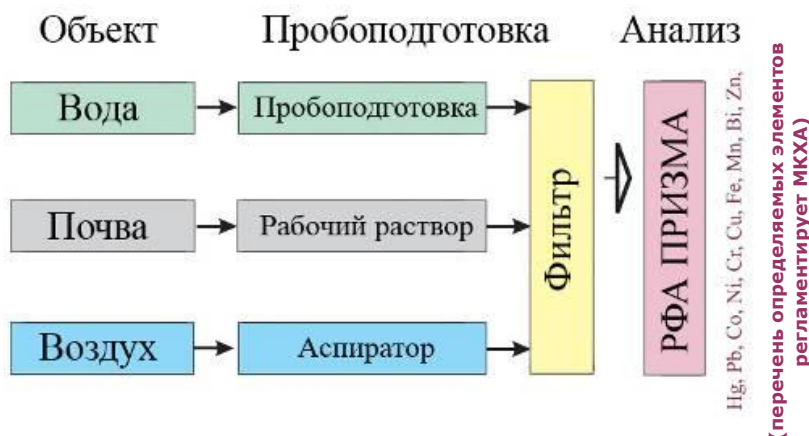 Объект
Пробоподготовка
Анализ
Вода
Пробоподготовка
Почва
Рабочий раствор
Воздух
Аспиратор
Фильтр
РФА ПРИЗМА
Hg, Pb, Co, Ni, Cr, Cu, Fe, Mn, Bi, Zn,
(перечень определяемых элементов
регламентирует МКХА)